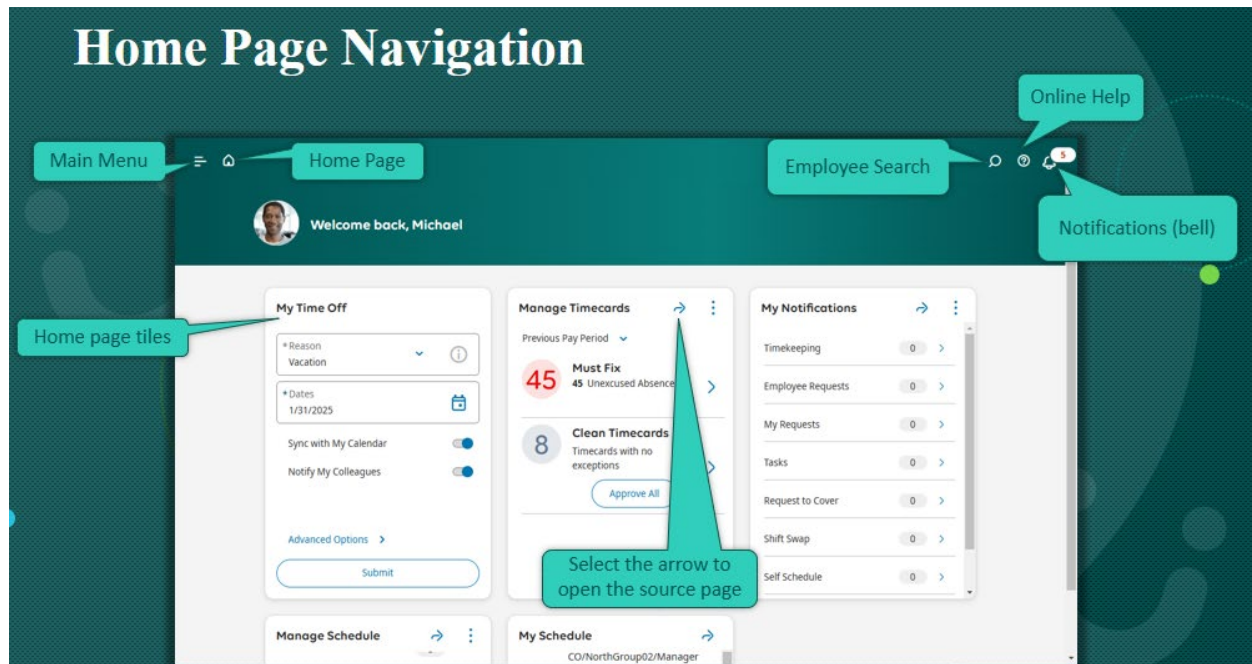 Home Page Navigation
Online Help
Main Menu
Home Page
Employee Search
5
Notifications (bell)
Welcome back, Michael
Home page tiles
My Time Off
*Reason
Vacation
*Dates
1/31/2025
Sync with My Calendar
Notify My Colleagues
Advanced Options
Submit
Manage Timecards
Previous Pay Period
45
Must Fix
45 Unexcused Absence
8
Clean Timecards
Timecards with no
exceptions
Approve All
Select the arrow to
open the source page
My Notifications
Timekeeping 0
Employee Requests 0
My Requests 0
Tasks 0
Request to Cover 0
Shift Swap 0
Self Schedule 0
Manage Schedule
My Schedule
CO/NorthGroup02/Manager